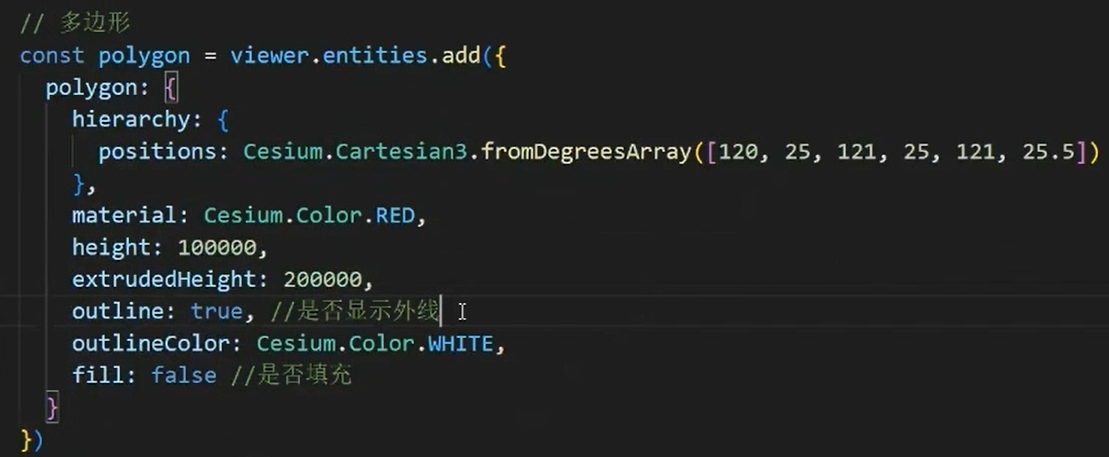 // 多边形
const polygon = viewer.entities.add({
polygon: {
hierarchy: {
positions: Cesium.Cartesian3.fromDegreesArray([120, 25, 121, 25, 121, 25.5])
},
material: Cesium.Color.RED,
height: 100000,
extrudedHeight: 200000,
outline: true, //是否显示外线
outlineColor: Cesium.Color.WHITE,
fill: false //是否填充
}
})